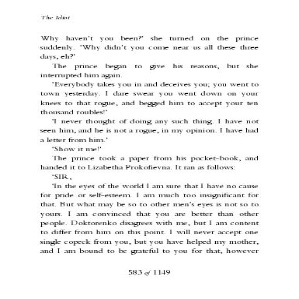 The Idiot
'Why haven't you been?' she turned on the prince
suddenly. 'Why didn't you come near us all these three
days, eh?'
The prince began to give his reasons, but she
interrupted him again.
'Everybody takes you in and deceives you; you went to
town yesterday. I dare swear you went down on your
knees to that rogue, and begged him to accept your ten
thousand roubles!'
'I never thought of doing any such thing. I have not
seen him, and he is not a rogue, in my opinion. I have had
a letter from him.'
'Show it me!'
The prince took a paper from his pocket-book, and
handed it to Lizabetha Prokofievna. It ran as follows:
'SIR,
'In the eyes of the world I am sure that I have no cause
for pride or self-esteem. I am much too insignificant for
that. But what may be so to other men's eyes is not so to
yours. I am convinced that you are better than other
people. Doktorenko disagrees with me, but I am content
to differ from him on this point. I will never accept one
single copeck from you, but you have helped my mother,
and I am bound to be grateful to you for that, however
583 of 1149